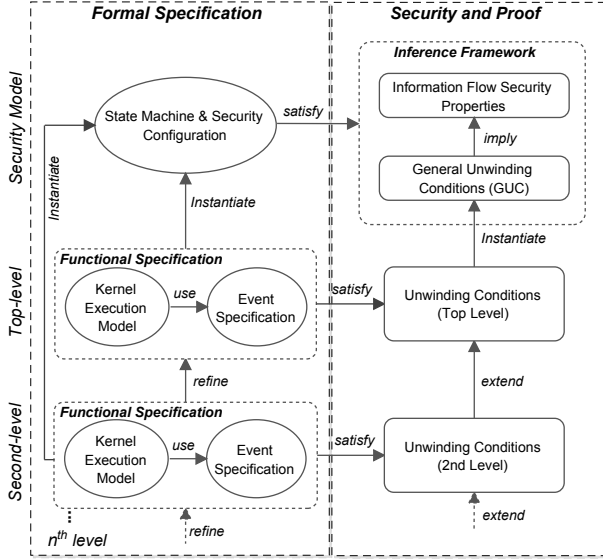 Formal Specification
Security and Proof
Security Model
Inference Framework
State Machine & Security
Configuration
satisfy
Information Flow Security
Properties
imply
General Unwinding
Conditions (GUC)
Instantiate
Instantiate
Instantiate
Top-level
Functional Specification
Kernel
Execution
Model
use
Event
Specification
satisfy
Unwinding Conditions
(Top Level)
refine
extend
Second-level
Functional Specification
Kernel
Execution
Model
use
Event
Specification
satisfy
Unwinding Conditions
(2nd Level)
nth level
refine
extend